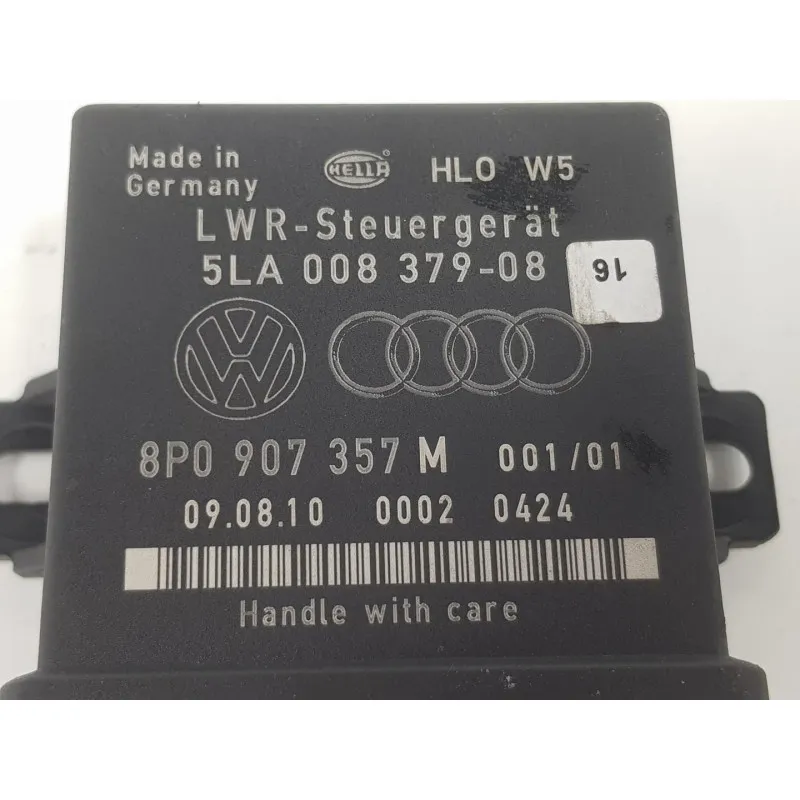 Made in
Germany
HELLA
HLO W5
LWR-Steuergerät
5LA 008 379-08
16
8P0 907 357 M 001/01
09.08.10 0002 0424
Handle with care